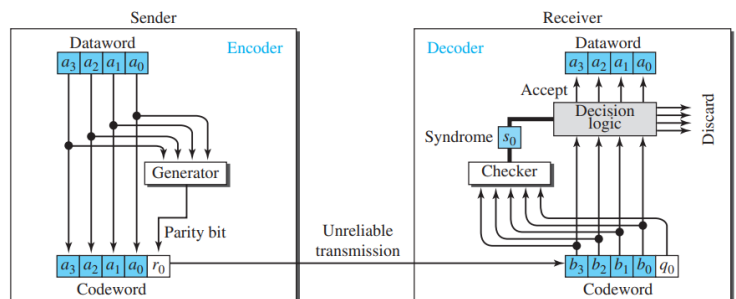 Sender
Encoder
Dataword
a3 a2 a1 a0
Generator
Parity bit
a3 a2 a1 a0 r0
Codeword
Unreliable
transmission
Receiver
Decoder
Dataword
a3 a2 a1 a0
Accept
Decision
logic
Discard
Syndrome s0
Checker
b3 b2 b1 b0 q0
Codeword